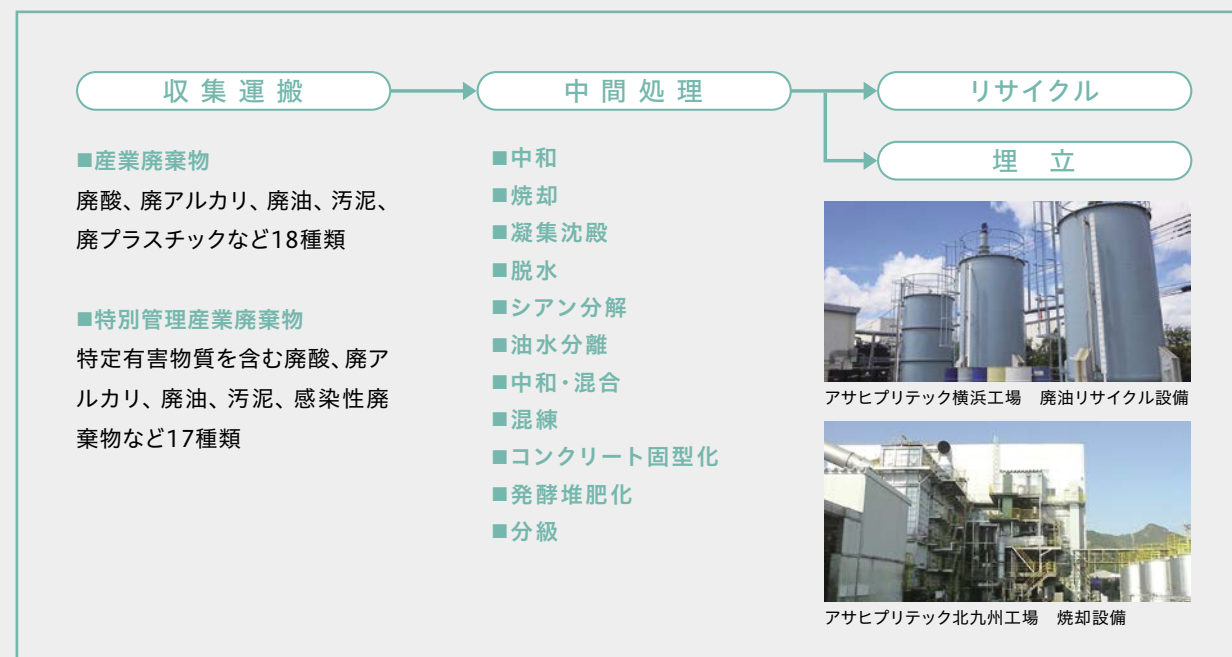 収集運搬
中間処理
リサイクル
埋立
■産業廃棄物
廃酸、廃アルカリ、廃油、汚泥、
廃プラスチックなど18種類
■特別管理産業廃棄物
特定有害物質を含む廃酸、廃ア
ルカリ、廃油、汚泥、感染性廃
棄物など17種類
■中和
■焼却
■凝集沈殿
■脱水
■シアン分解
■油水分離
■中和・混合
■混練
■コンクリート固型化
■発酵堆肥化
■分級
アサヒプリテック横浜工場　廃油リサイクル設備
アサヒプリテック北九州工場　焼却設備